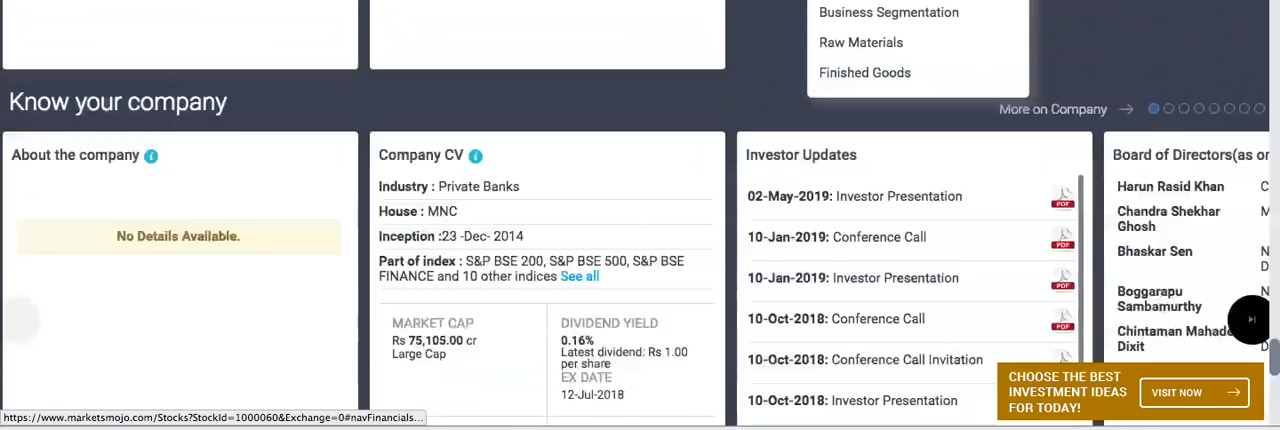 Business Segmentation
Raw Materials
Finished Goods
Know your company
More on Company
About the company
No Details Available.
Company CV
Industry : Private Banks
House : MNC
Inception :23 -Dec- 2014
Part of index : S&P BSE 200, S&P BSE 500, S&P BSE
FINANCE and 10 other indices See all
MARKET CAP
Rs 75,105.00 cr
Large Cap
DIVIDEND YIELD
0.16%
Latest dividend: Rs 1.00
per share
EX DATE
12-Jul-2018
Investor Updates
02-May-2019: Investor Presentation
PDF
10-Jan-2019: Conference Call
PDF
10-Jan-2019: Investor Presentation
PDF
10-Oct-2018: Conference Call
PDF
10-Oct-2018: Conference Call Invitation
10-Oct-2018: Investor Presentation
Board of Directors(as o
Harun Rasid Khan
C
Chandra Shekhar
Ghosh
M
Bhaskar Sen
N
D
Boggarapu
Sambamurthy
N
Chintaman Mahade
Dixit
D
CHOOSE THE BEST
INVESTMENT IDEAS
FOR TODAY!
VISIT NOW
https://www.marketsmojo.com/Stocks?StockId=1000060&Exchange=0#navFinancials...